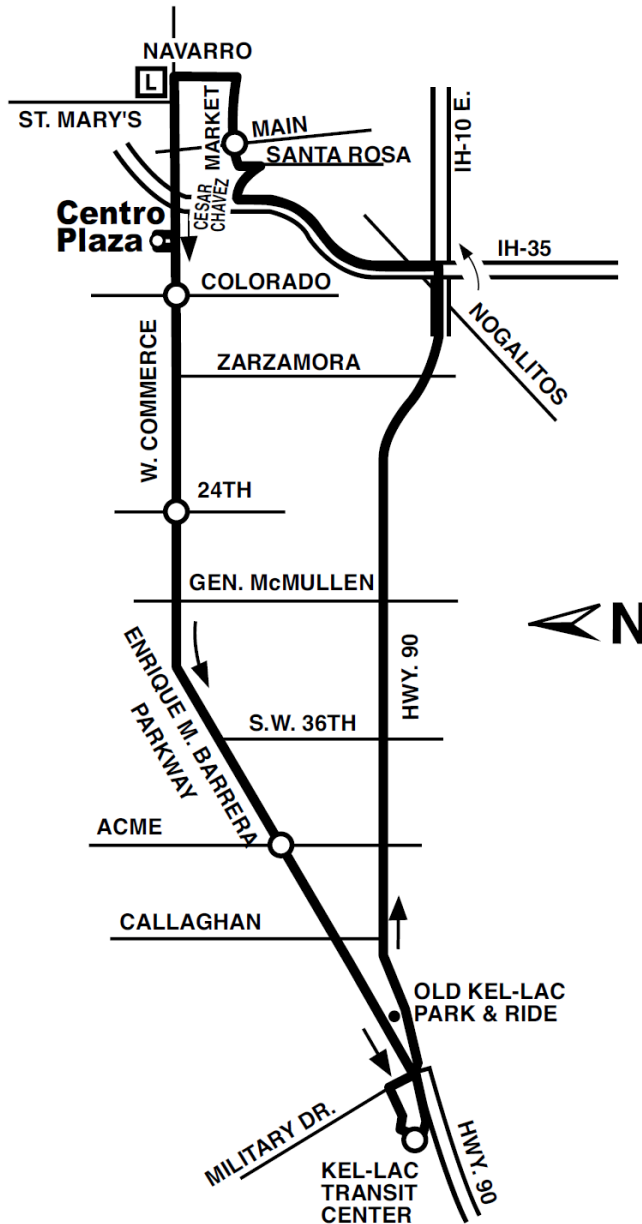 NAVARRO
L
ST. MARY'S
MARKET
MAIN
SANTA ROSA
IH-10 E.
CESAR
CHAVEZ
Centro
Plaza
IH-35
COLORADO
NOGALITOS
ZARZAMORA
W. COMMERCE
24TH
GEN. McMULLEN
N
ENRIQUE M. BARRERA
PARKWAY
HWY. 90
S.W. 36TH
ACME
CALLAGHAN
OLD KEL-LAC
PARK & RIDE
MILITARY DR.
HWY. 90
KEL-LAC
TRANSIT
CENTER